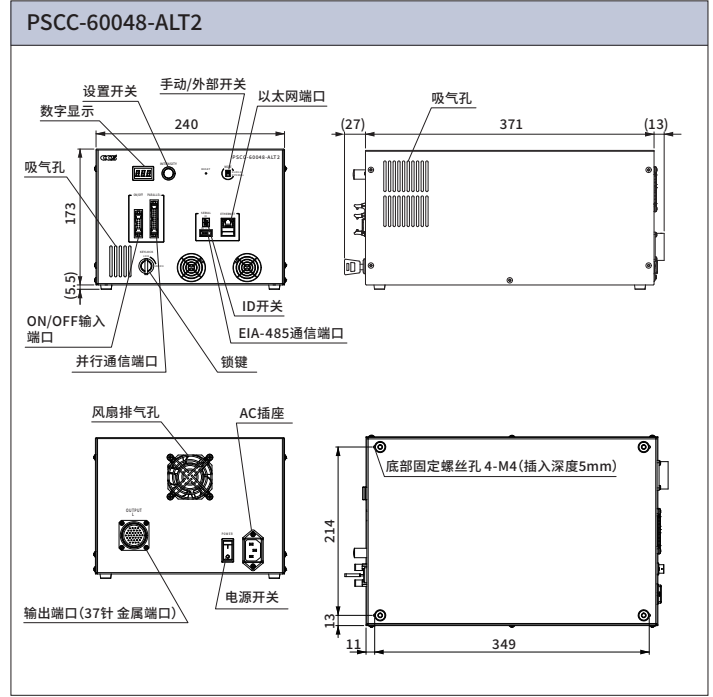 PSCC-60048-ALT2
手动/外部开关
设置开关
以太网端口
数字显示
吸气孔
240
(27)
371
(13)
PSCC-60048-ALT2
吸气孔
173
(5.5)
ID开关
ON/OFF输入
端口
EIA-485通信端口
并行通信端口
锁键
风扇排气孔
AC插座
OUTPUT
L
POWER
底部固定螺丝孔 4-M4(插入深度5mm)
214
电源开关
输出端口(37针 金属端口)
13
11
349